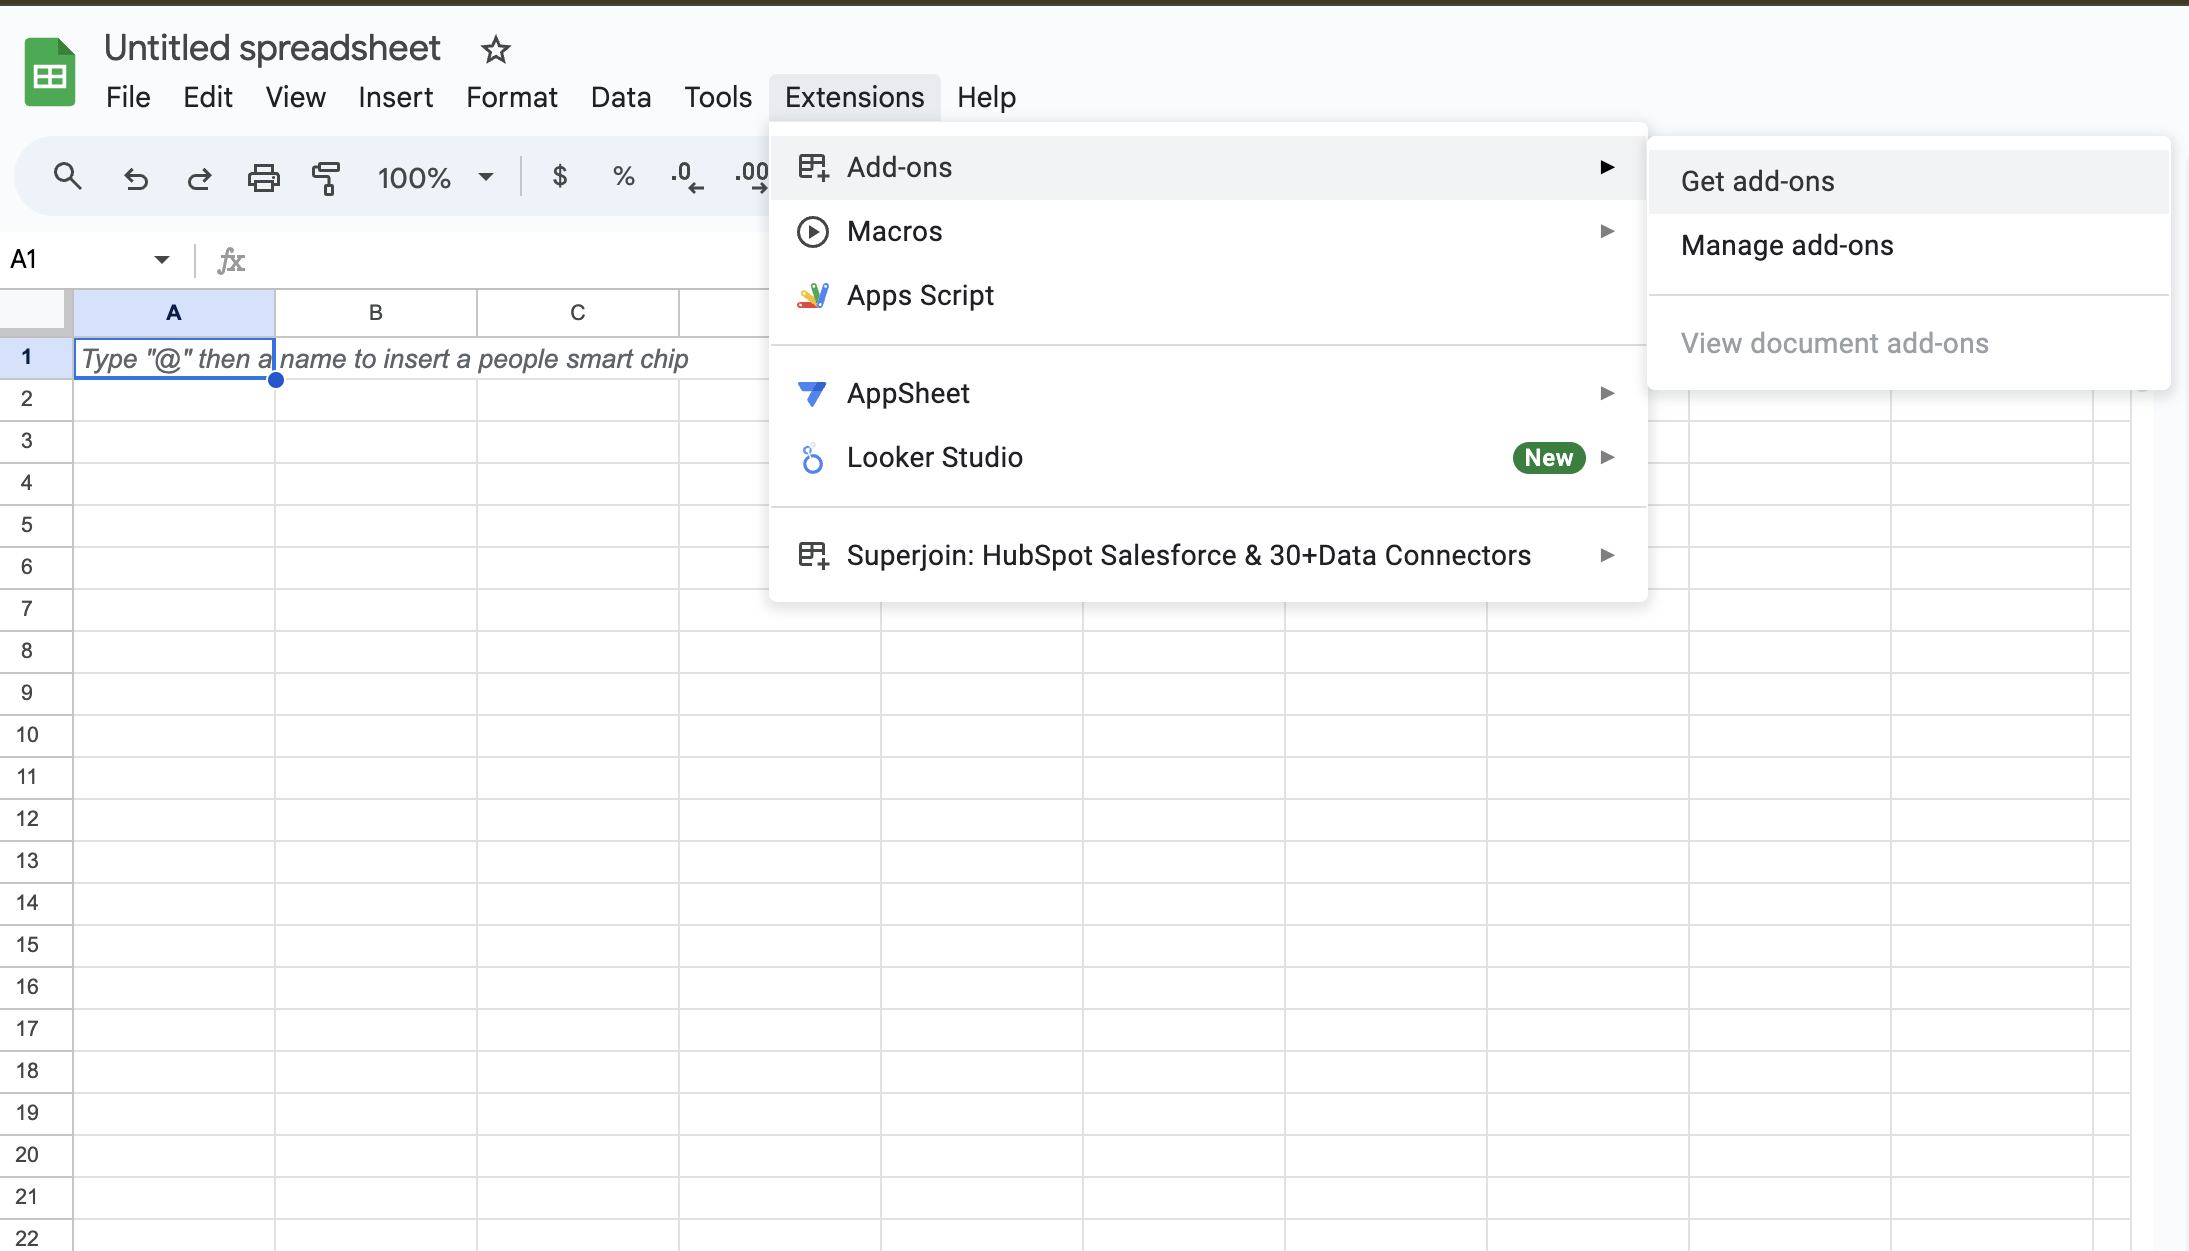 Untitled spreadsheet
File Edit View Insert Format Data Tools Extensions Help
100% $ % .0 .00
Add-ons
Get add-ons
Macros
Manage add-ons
Apps Script
View document add-ons
AppSheet
Looker Studio New
Superjoin: HubSpot Salesforce & 30+Data Connectors
A1 fx
A B C
1 Type "@" then a name to insert a people smart chip
2
3
4
5
6
7
8
9
10
11
12
13
14
15
16
17
18
19
20
21
22